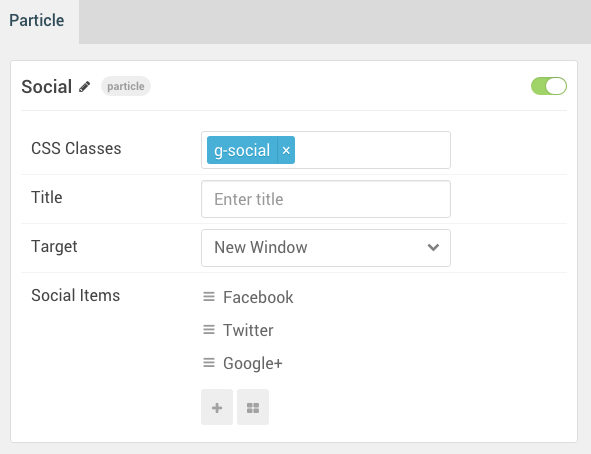 Particle
Social particle
CSS Classes g-social ×
Title Enter title
Target New Window
Social Items Facebook
Twitter
Google+